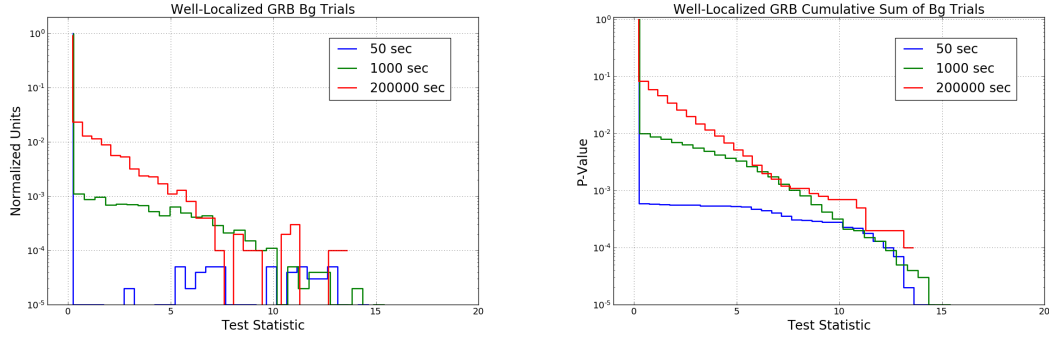 Well-Localized GRB Bg Trials
10^0
10^-1
10^-2
10^-3
10^-4
10^-5
Normalized Units
50 sec
1000 sec
200000 sec
0 5 10 15 20
Test Statistic
Well-Localized GRB Cumulative Sum of Bg Trials
10^0
10^-1
10^-2
10^-3
10^-4
10^-5
P-Value
50 sec
1000 sec
200000 sec
0 5 10 15 20
Test Statistic